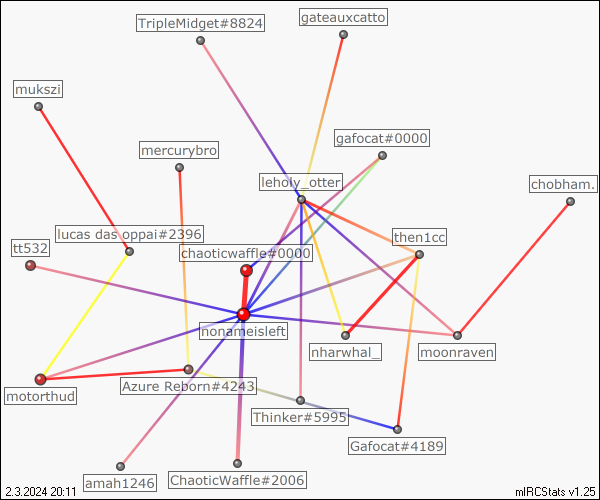 TripleMidget#8824
gateauxcatto
mukszi
mercurybro
gafocat#0000
leholy_otter
chobham.
lucas das oppai#2396
then1cc
tt532
chaoticwaffle#0000
nonameisleft
nharwhal_
moonraven
motorthud
Azure Reborn#4243
Thinker#5995
Gafocat#4189
amah1246
ChaoticWaffle#2006
2.3.2024 20:11
mIRCStats v1.25